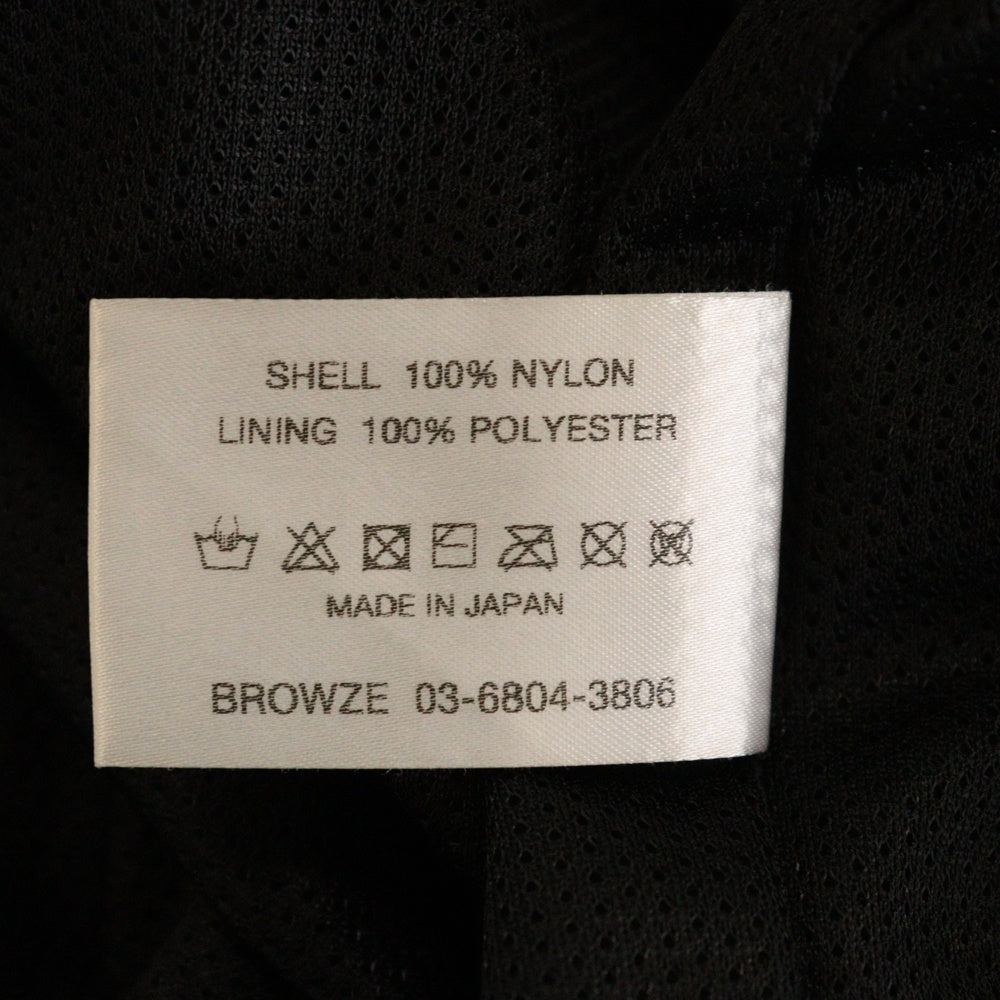 SHELL 100% NYLON
LINING 100% POLYESTER
MADE IN JAPAN
BROWZE 03-6804-3806